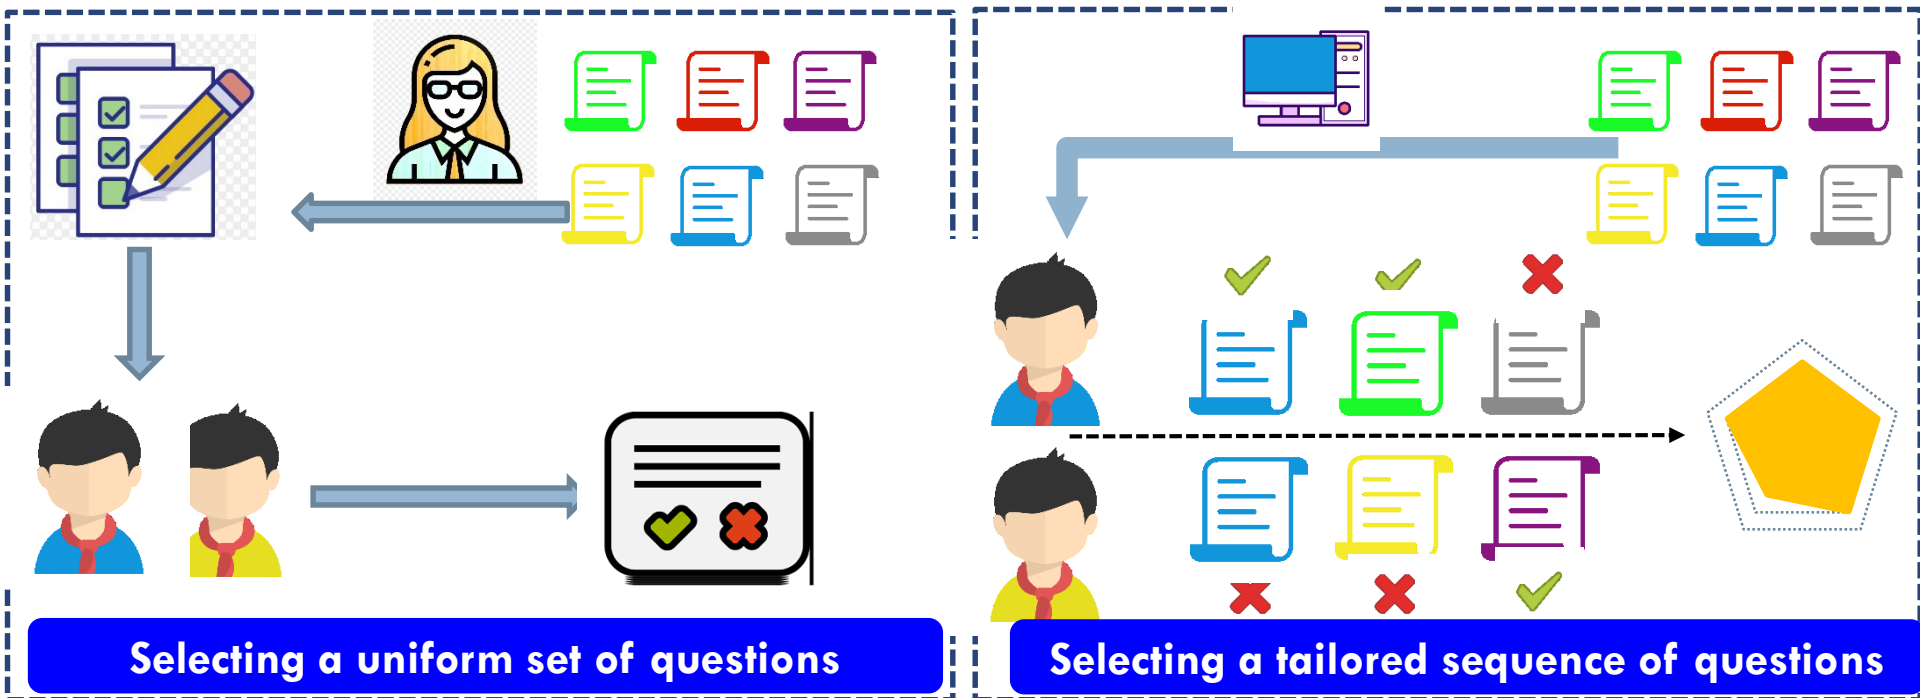 Selecting a uniform set of questions
Selecting a tailored sequence of questions